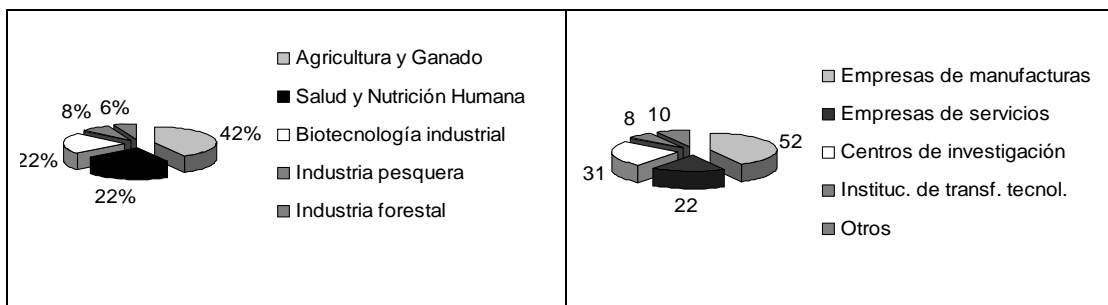 Agricultura y Ganado
Salud y Nutrición Humana
Biotecnología industrial
Industria pesquera
Industria forestal
42%
22%
22%
8%
6%
Empresas de manufacturas
Empresas de servicios
Centros de investigación
Instituc. de transf. tecnol.
Otros
52
22
31
8
10